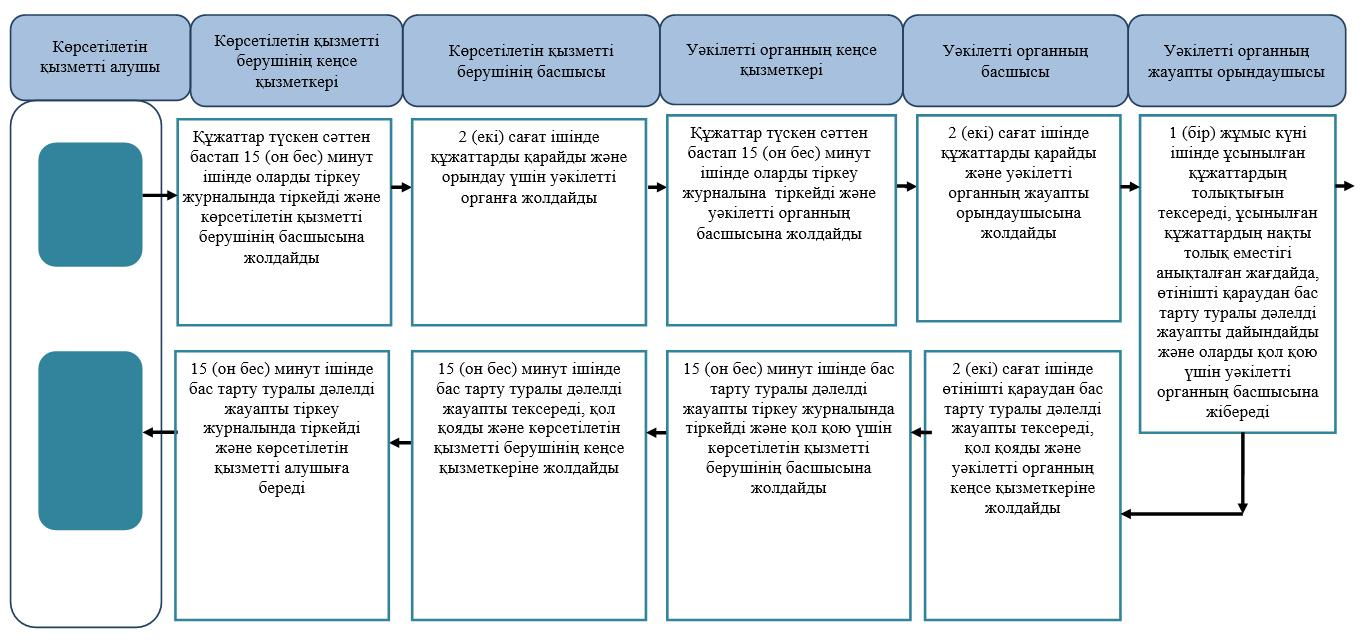 Көрсетілетін
қызметті алушы
Көрсетілетін қызметті
берушінің кеңсе
қызметкері
Көрсетілетін қызметті
берушінің басшысы
Уәкілетті органның кеңсе
қызметкері
Уәкілетті органның
басшысы
Уәкілетті органның
жауапты орындаушысы
Құжаттар түскен сәттен
бастап 15 (он бес) минут
ішінде оларды тіркеу
журналында тіркейді және
көрсетілетін қызметті
берушінің басшысына
жолдайды
2 (екі) сағат ішінде
құжаттарды қарайды және
орындау үшін уәкілетті
органға жолдайды
Құжаттар түскен сәттен
бастап 15 (он бес) минут
ішінде оларды тіркеу
журналына тіркейді және
уәкілетті органның
басшысына жолдайды
2 (екі) сағат ішінде
құжаттарды қарайды
және уәкілетті
органның жауапты
орындаушысына
жолдайды
1 (бір) жұмыс күні
ішінде ұсынылған
құжаттардың
толықтығын
тексереді, ұсынылған
құжаттардың нақты
толық еместігі
анықталған жағдайда,
өтінішті қараудан бас
тарту туралы дәлелді
жауапты дайындайды
және оларды қол қою
үшін уәкілетті
органның басшысына
жібереді
15 (он бес) минут ішінде
бас тарту туралы дәлелді
жауапты тіркеу
журналында тіркейді
және көрсетілетін
қызметті алушыға
береді
15 (он бес) минут ішінде
бас тарту туралы дәлелді
жауапты тексереді, қол
қояды және көрсетілетін
қызметті берушінің кеңсе
қызметкеріне жолдайды
15 (он бес) минут ішінде бас
тарту туралы дәлелді
жауапты тіркеу журналында
тіркейді және қол қою үшін
көрсетілетін қызметті
берушінің басшысына
жолдайды
2 (екі) сағат ішінде
өтінішті қараудан бас
тарту туралы дәлелді
жауапты тексереді,
қол қояды және
уәкілетті органның
кеңсе қызметкеріне
жолдайды